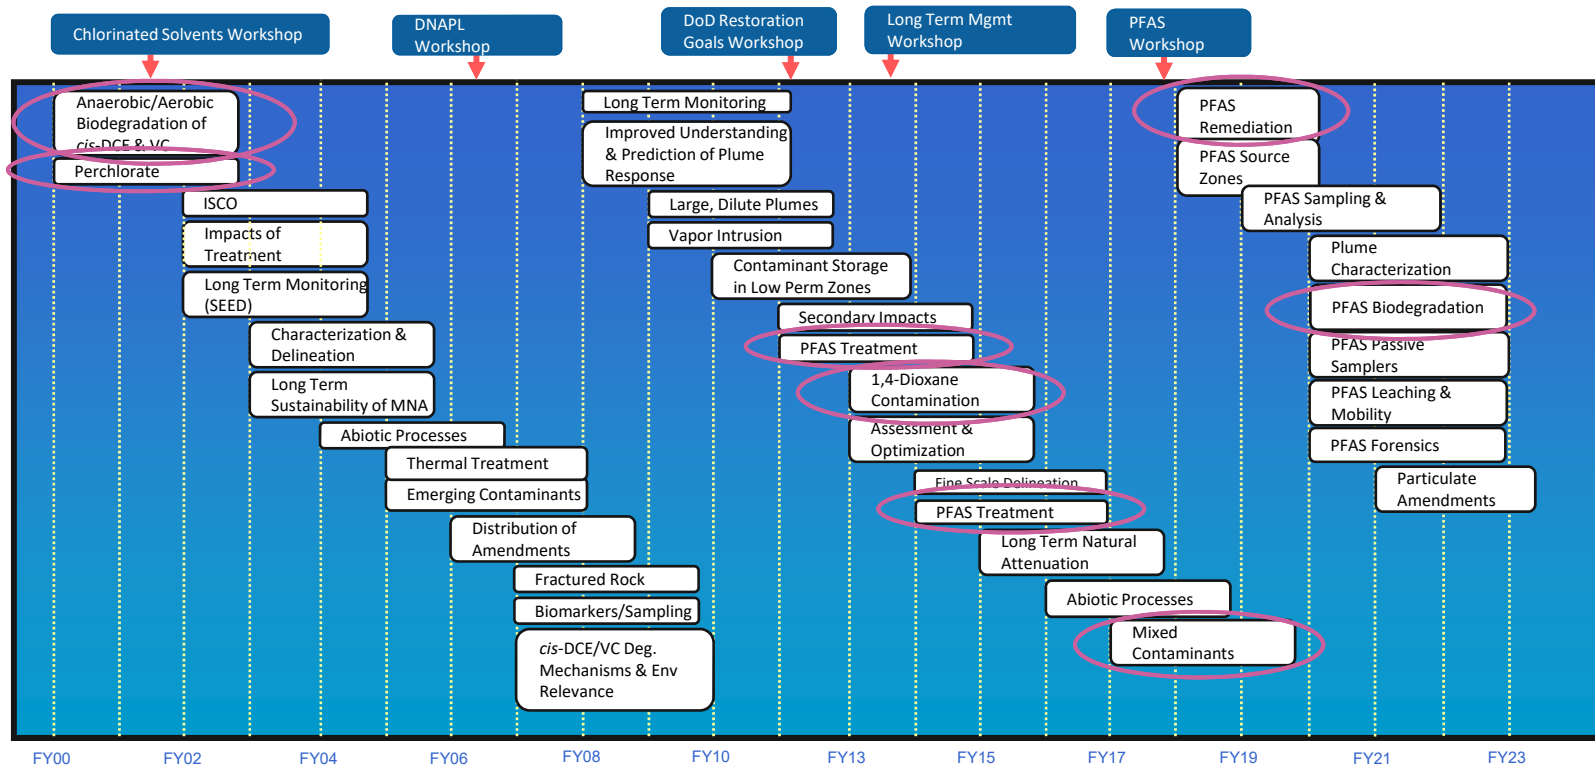 Chlorinated Solvents Workshop
DNAPL
Workshop
DoD Restoration
Goals Workshop
Long Term Mgmt
Workshop
PFAS
Workshop
Anaerobic/Aerobic
Biodegradation of
cis-DCE & VC
Perchlorate
ISCO
Impacts of
Treatment
Long Term Monitoring
(SEED)
Characterization &
Delineation
Long Term
Sustainability of MNA
Abiotic Processes
Thermal Treatment
Emerging Contaminants
Distribution of
Amendments
Fractured Rock
Biomarkers/Sampling
cis-DCE/VC Deg.
Mechanisms & Env
Relevance
Long Term Monitoring
Improved Understanding
& Prediction of Plume
Response
Large, Dilute Plumes
Vapor Intrusion
Contaminant Storage
in Low Perm Zones
Secondary Impacts
PFAS Treatment
1,4-Dioxane
Contamination
Assessment &
Optimization
Fine Scale Delineation
PFAS Treatment
Long Term Natural
Attenuation
Abiotic Processes
Mixed
Contaminants
PFAS
Remediation
PFAS Source
Zones
PFAS Sampling &
Analysis
Plume
Characterization
PFAS Biodegradation
PFAS Passive
Samplers
PFAS Leaching &
Mobility
PFAS Forensics
Particulate
Amendments
FY00
FY02
FY04
FY06
FY08
FY10
FY13
FY15
FY17
FY19
FY21
FY23